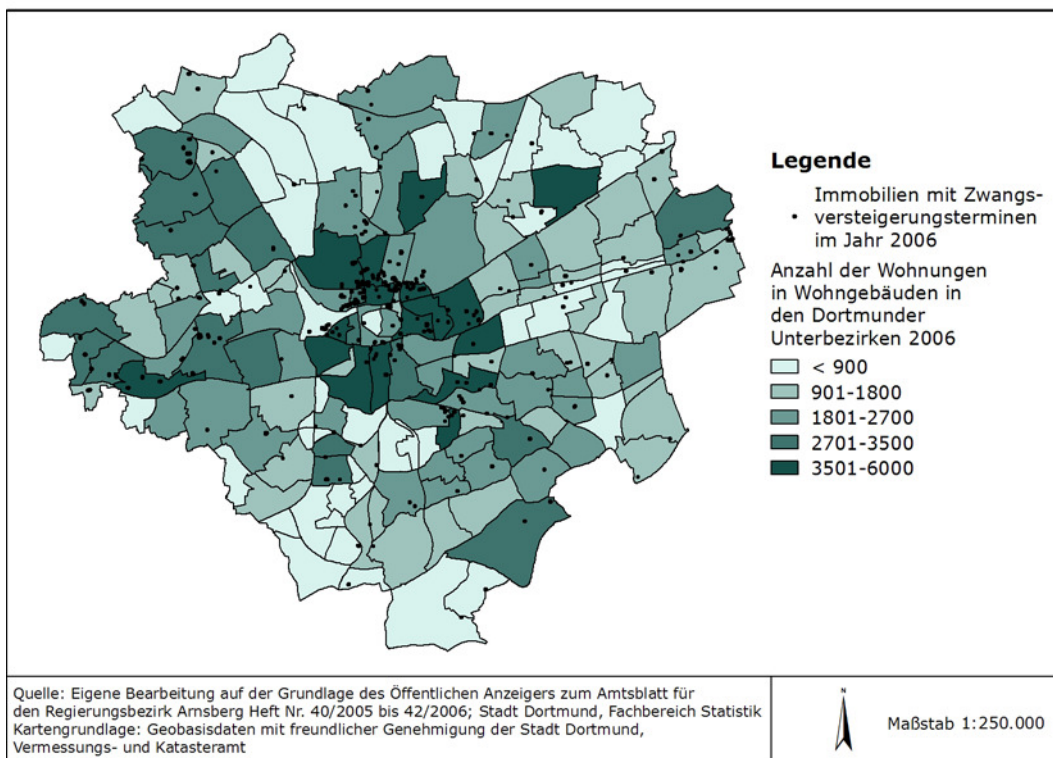 Legende
Immobilien mit Zwangs-
versteigerungsterminen
im Jahr 2006
Anzahl der Wohnungen
in Wohngebäuden in
den Dortmunder
Unterbezirken 2006
< 900
901-1800
1801-2700
2701-3500
3501-6000
Quelle: Eigene Bearbeitung auf der Grundlage des Öffentlichen Anzeigers zum Amtsblatt für
den Regierungsbezirk Arnsberg Heft Nr. 40/2005 bis 42/2006; Stadt Dortmund, Fachbereich Statistik
Kartengrundlage: Geobasisdaten mit freundlicher Genehmigung der Stadt Dortmund,
Vermessungs- und Katasteramt
N
Maßstab 1:250.000